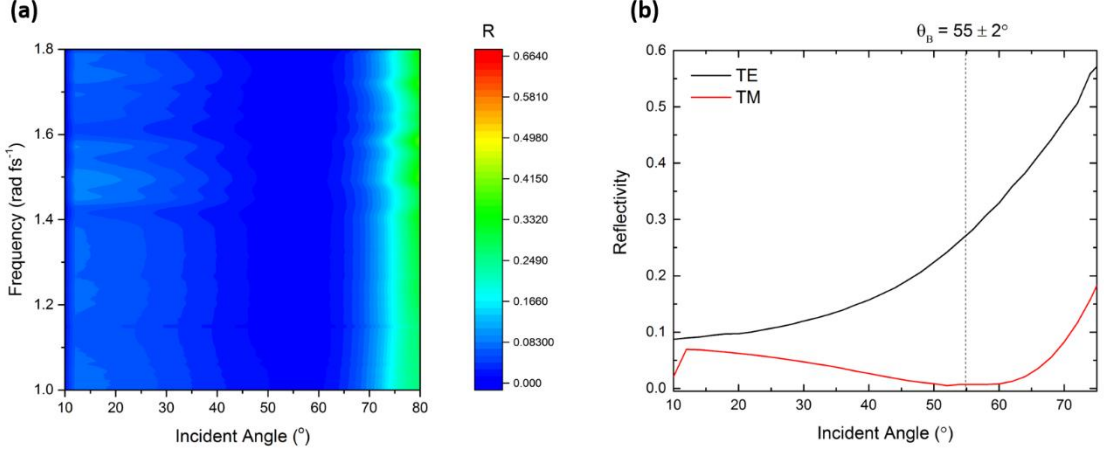 (a)
R
1.8
1.6
1.4
1.2
1.0
Frequency (rad fs⁻¹)
10 20 30 40 50 60 70 80
Incident Angle (°)
0.6640
0.5810
0.4980
0.4150
0.3320
0.2490
0.1660
0.08300
0.000
(b)
θ_B = 55 ± 2°
TE
TM
0.6
0.5
0.4
0.3
0.2
0.1
0.0
Reflectivity
10 20 30 40 50 60 70
Incident Angle (°)